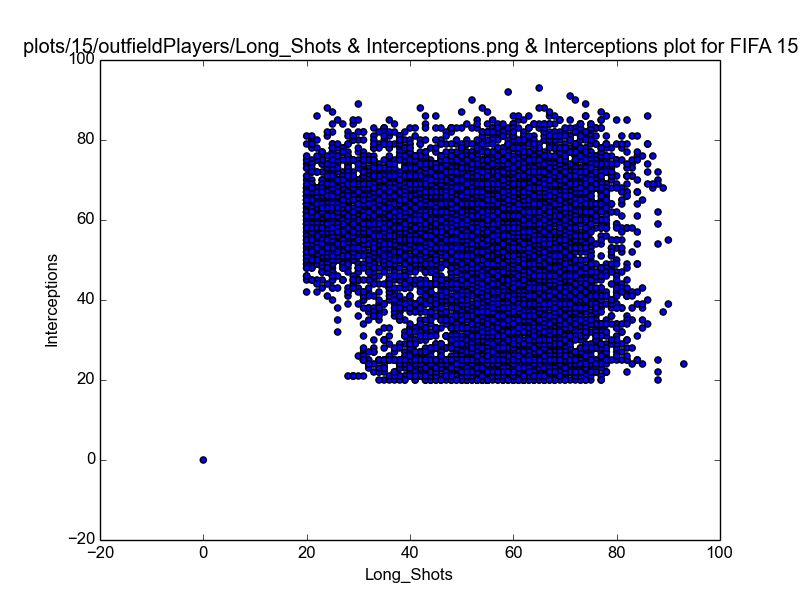 plots/15/outfieldPlayers/Long_Shots & Interceptions.png & Interceptions plot for FIFA 15
100
80
60
40
20
0
−20
Interceptions
−20 0 20 40 60 80 100
Long_Shots